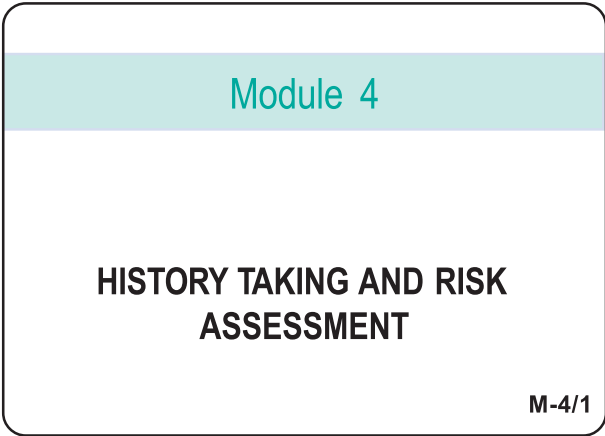 Module 4
HISTORY TAKING AND RISK
ASSESSMENT
M-4/1